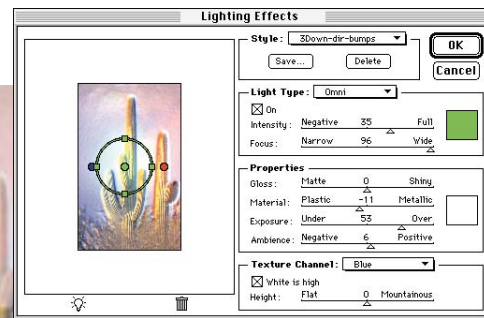 Lighting Effects
Style: 3Down-dir-bumps
Save... Delete
OK
Cancel
Light Type: Omni
On
Intensity: Negative 35 Full
Focus: Narrow 96 Wide
Properties
Gloss: Matte 0 Shiny
Material: Plastic -11 Metallic
Exposure: Under 53 Over
Ambience: Negative 6 Positive
Texture Channel: Blue
White is high
Height: Flat 0 Mountainous